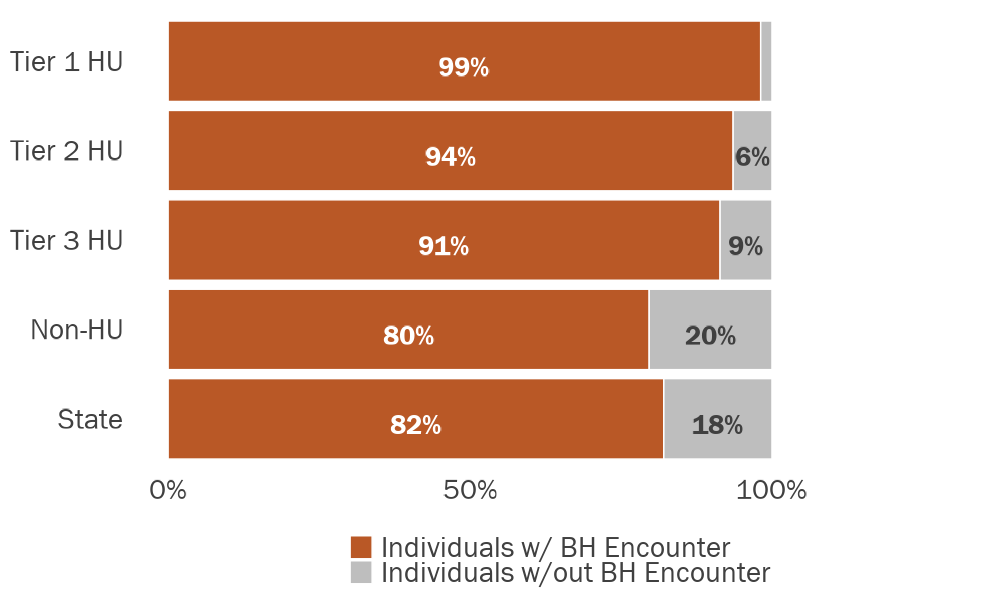 Tier 1 HU 99%
Tier 2 HU 94% 6%
Tier 3 HU 91% 9%
Non-HU 80% 20%
State 82% 18%
0% 50% 100%
Individuals w/ BH Encounter
Individuals w/out BH Encounter